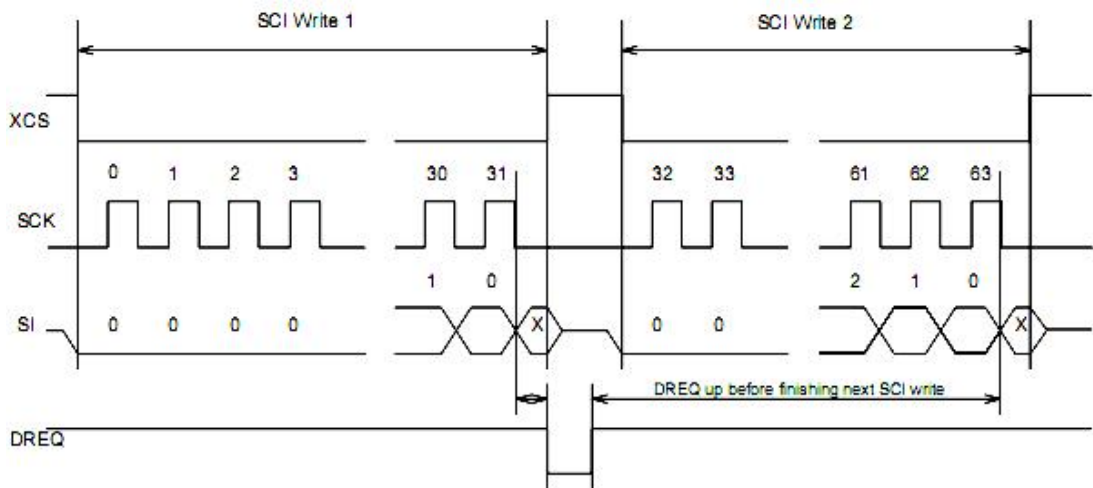 SCI Write 1 SCI Write 2
XCS
0 1 2 3 30 31 32 33 61 62 63
SCK
1 0 2 1 0
SI 0 0 0 0 X 0 0 X
DREQ up before finishing next SCI write
DREQ